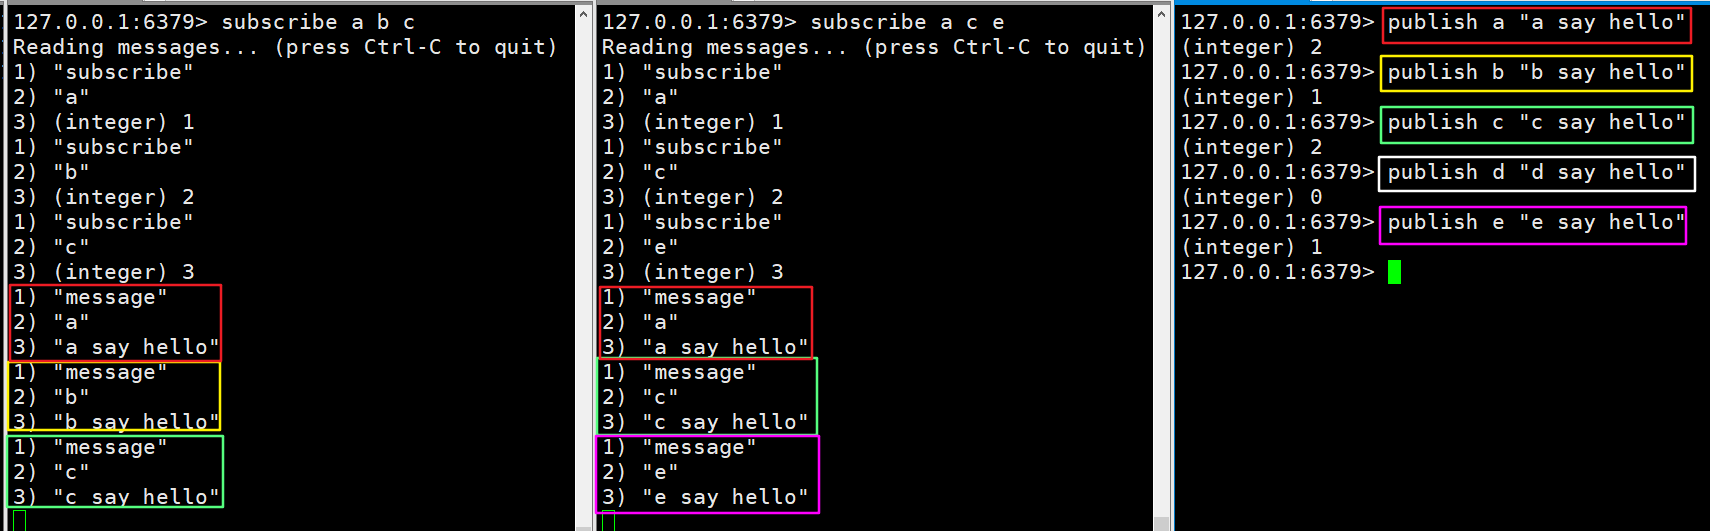 127.0.0.1:6379> subscribe a b c
Reading messages... (press Ctrl-C to quit)
1) "subscribe"
2) "a"
3) (integer) 1
1) "subscribe"
2) "b"
3) (integer) 2
1) "subscribe"
2) "c"
3) (integer) 3
1) "message"
2) "a"
3) "a say hello"
1) "message"
2) "b"
3) "b say hello"
1) "message"
2) "c"
3) "c say hello"
127.0.0.1:6379> subscribe a c e
Reading messages... (press Ctrl-C to quit)
1) "subscribe"
2) "a"
3) (integer) 1
1) "subscribe"
2) "c"
3) (integer) 2
1) "subscribe"
2) "e"
3) (integer) 3
1) "message"
2) "a"
3) "a say hello"
1) "message"
2) "c"
3) "c say hello"
1) "message"
2) "e"
3) "e say hello"
127.0.0.1:6379> publish a "a say hello"
(integer) 2
127.0.0.1:6379> publish b "b say hello"
(integer) 1
127.0.0.1:6379> publish c "c say hello"
(integer) 2
127.0.0.1:6379> publish d "d say hello"
(integer) 0
127.0.0.1:6379> publish e "e say hello"
(integer) 1
127.0.0.1:6379>